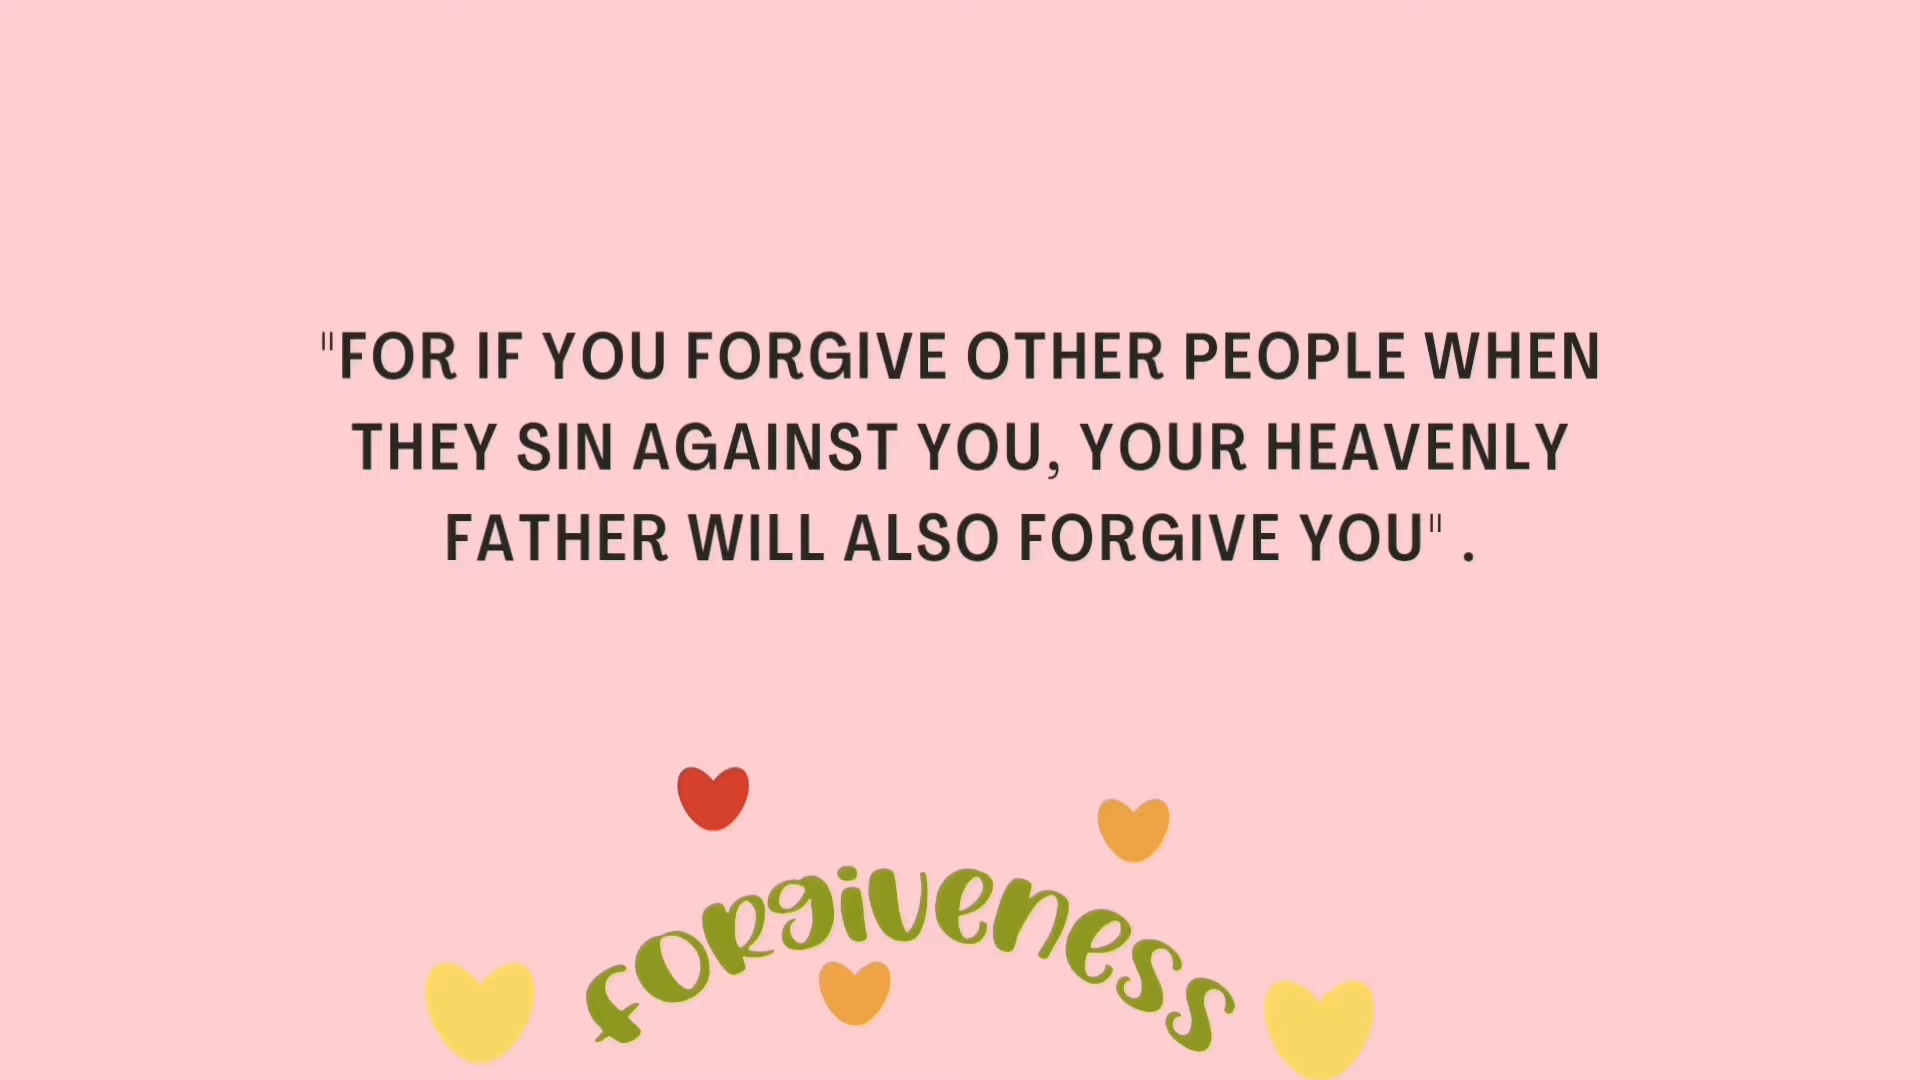 "FOR IF YOU FORGIVE OTHER PEOPLE WHEN
THEY SIN AGAINST YOU, YOUR HEAVENLY
FATHER WILL ALSO FORGIVE YOU" .
forgiveness